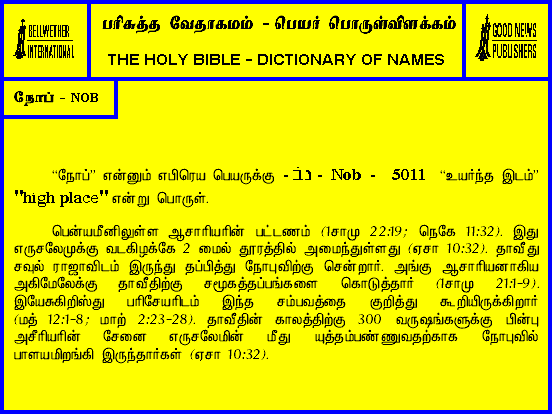 BELLWETHER
INTERNATIONAL
பரிசுத்த வேதாகமம் - பெயர் பொருள்விளக்கம்
THE HOLY BIBLE - DICTIONARY OF NAMES
GOOD NEWS
PUBLISHERS
நோப் - NOB
“நோப்” என்னும் எபிரெய பெயருக்கு - נֹב - Nob - 5011 “உயர்ந்த இடம்”
"high place" என்று பொருள்.
பென்யமீனிலுள்ள ஆசாரியரின் பட்டணம் (1சாமு 22:19; நெகே 11:32). இது
எருசலேமுக்கு வடகிழக்கே 2 மைல் தூரத்தில் அமைந்துள்ளது (ஏசா 10:32). தாவீது
சவுல் ராஜாவிடம் இருந்து தப்பித்து நோபுவிற்கு சென்றார். அங்கு ஆசாரியனாகிய
அகிமேலேக்கு தாவீதிற்கு சமூகத்தப்பங்களை கொடுத்தார் (1சாமு 21:1-9).
இயேசுகிறிஸ்து பரிசேயரிடம் இந்த சம்பவத்தை குறித்து கூறியிருக்கிறார்
(மத் 12:1-8; மாற் 2:23-28). தாவீதின் காலத்திற்கு 300 வருஷங்களுக்கு பின்பு
அசீரியரின் சேனை எருசலேமின் மீது யுத்தம்பண்ணுவதற்காக நோபுவில்
பாளயமிறங்கி இருந்தார்கள் (ஏசா 10:32).